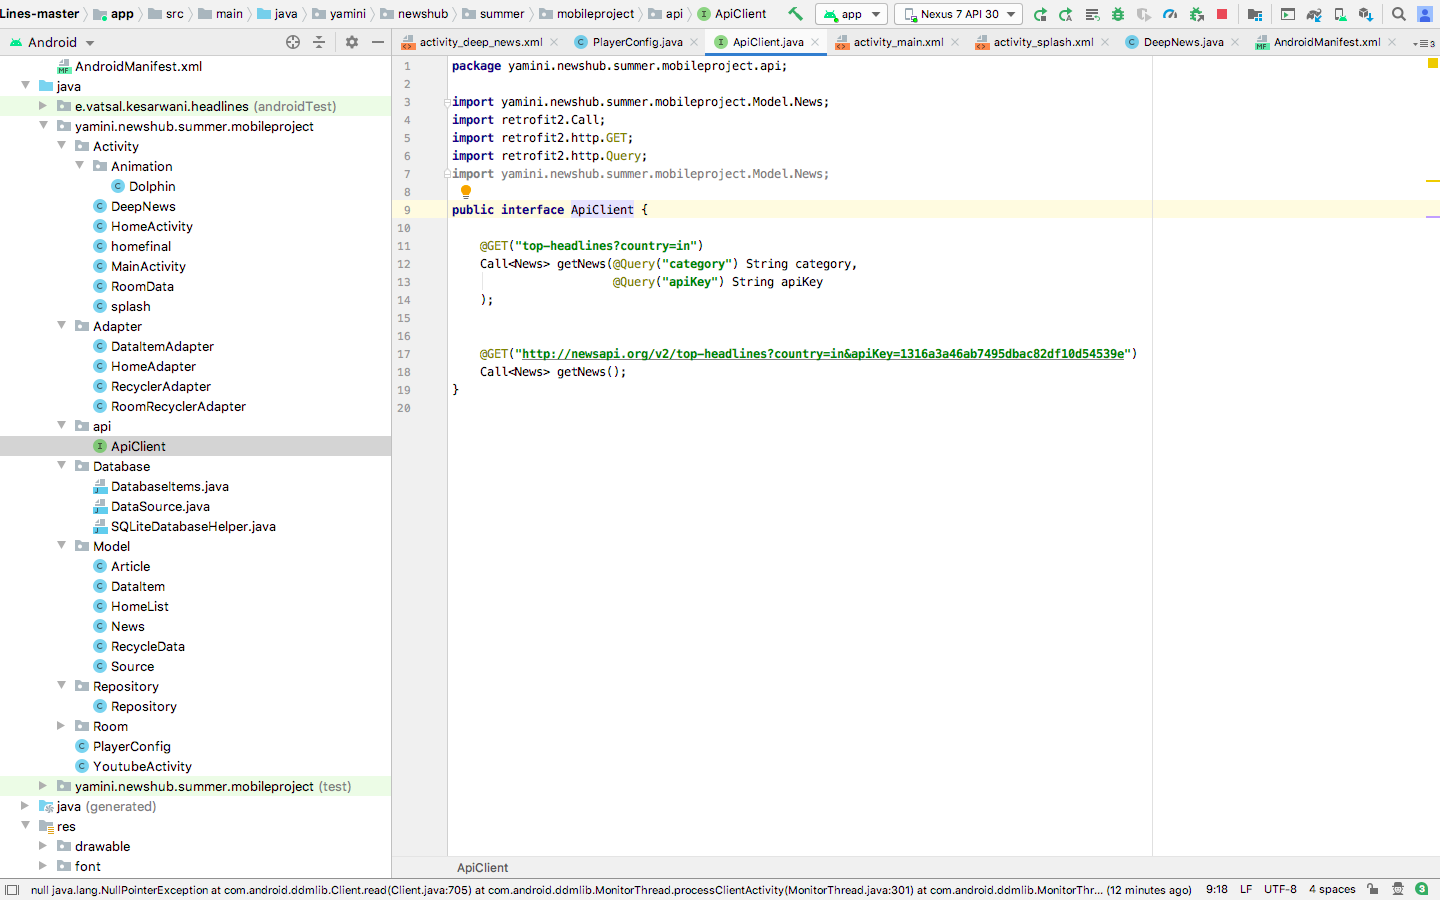 Lines-master app src main java yamini newshub summer mobileproject api ApiClient app Nexus 7 API 30
Android activity_deep_news.xml PlayerConfig.java ApiClient.java activity_main.xml activity_splash.xml DeepNews.java AndroidManifest.xml 3
AndroidManifest.xml
java
e.vatsal.kesarwani.headlines (androidTest)
yamini.newshub.summer.mobileproject
Activity
Animation
Dolphin
DeepNews
HomeActivity
homefinal
MainActivity
RoomData
splash
Adapter
DataItemAdapter
HomeAdapter
RecyclerAdapter
RoomRecyclerAdapter
api
ApiClient
Database
DatabaseItems.java
DataSource.java
SQLiteDatabaseHelper.java
Model
Article
DataItem
HomeList
News
RecycleData
Source
Repository
Repository
Room
PlayerConfig
YoutubeActivity
yamini.newshub.summer.mobileproject (test)
java (generated)
res
drawable
font
1 package yamini.newshub.summer.mobileproject.api;
2
3 import yamini.newshub.summer.mobileproject.Model.News;
4 import retrofit2.Call;
5 import retrofit2.http.GET;
6 import retrofit2.http.Query;
7 import yamini.newshub.summer.mobileproject.Model.News;
8
9 public interface ApiClient {
10
11 @GET("top-headlines?country=in")
12 Call<News> getNews(@Query("category") String category,
13 @Query("apiKey") String apiKey
14 );
15
16
17 @GET("http://newsapi.org/v2/top-headlines?country=in&apiKey=1316a3a46ab7495dbac82df10d54539e")
18 Call<News> getNews();
19 }
20
ApiClient
null java.lang.NullPointerException at com.android.ddmlib.Client.read(Client.java:705) at com.android.ddmlib.MonitorThread.processClientActivity(MonitorThread.java:301) at com.android.ddmlib.MonitorThr... (12 minutes ago) 9:18 LF UTF-8 4 spaces 3